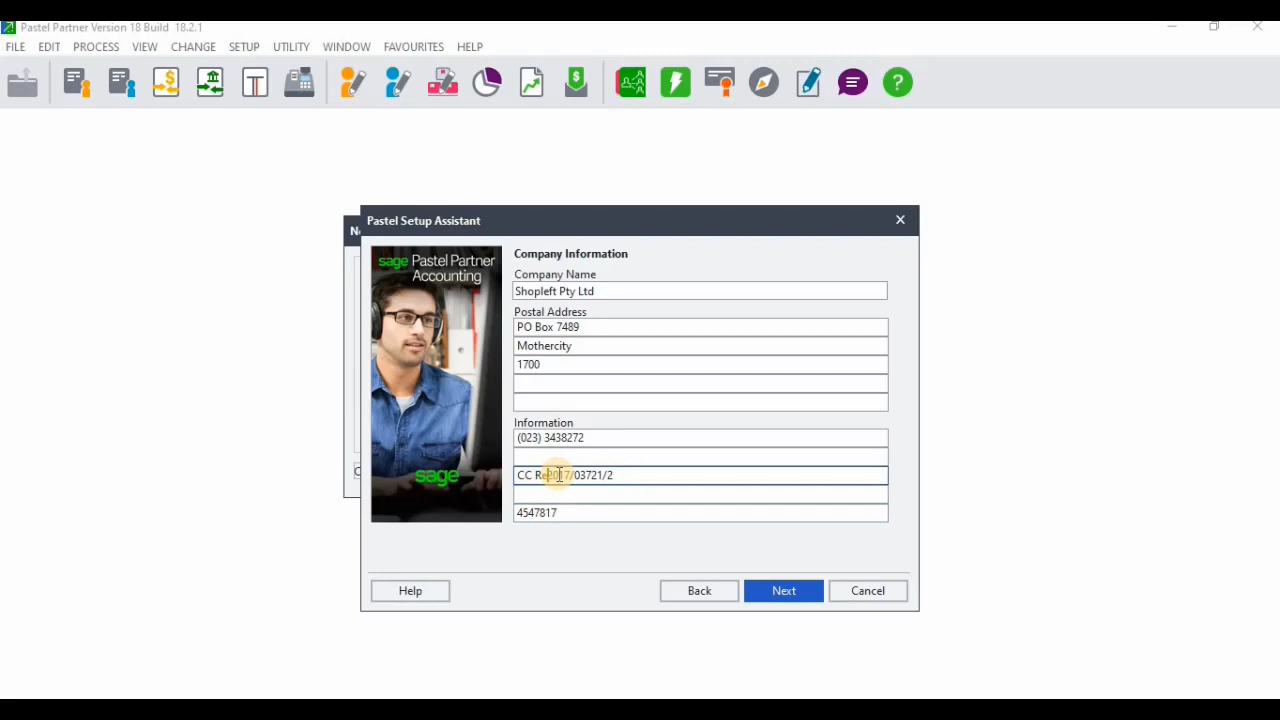 Pastel Partner Version 18 Build 18.2.1
FILE EDIT PROCESS VIEW CHANGE SETUP UTILITY WINDOW FAVOURITES HELP
Pastel Setup Assistant
sage Pastel Partner
Accounting
sage
Company Information
Company Name
Shopleft Pty Ltd
Postal Address
PO Box 7489
Mothercity
1700
Information
(023) 3438272
CC Re2017/03721/2
4547817
Help Back Next Cancel